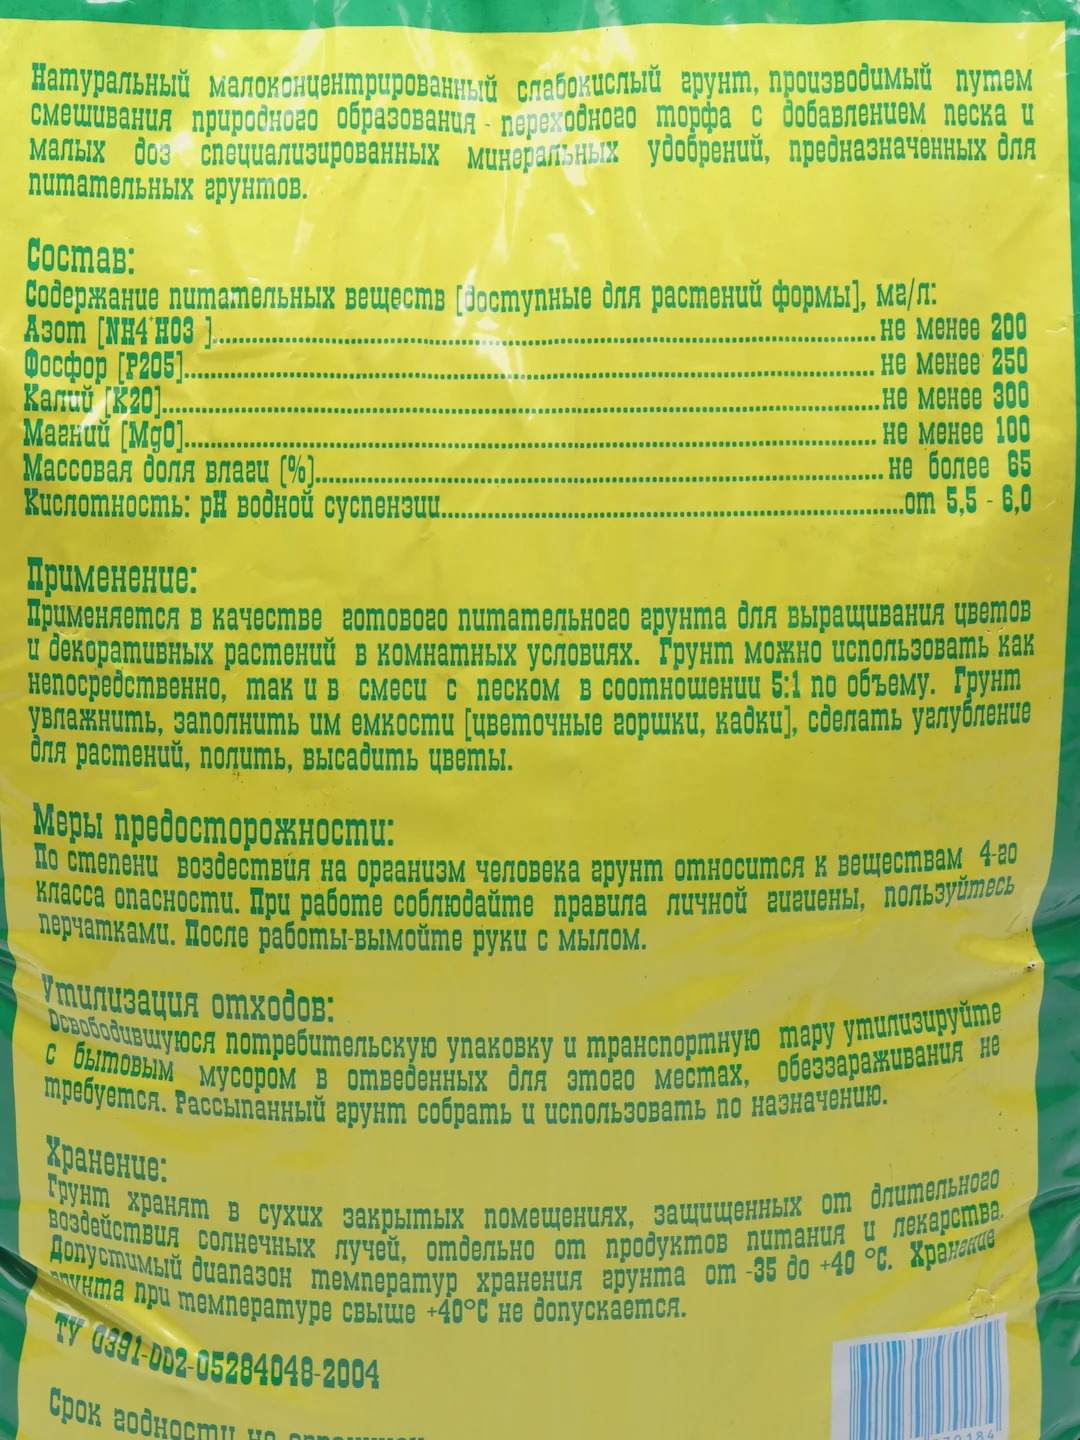 Натуральный малоконцентрированный слабокислый грунт, производимый путем
смешивания природного образования - переходного торфа с добавлением песка и
малых доз специализированных минеральных удобрений, предназначенных для
питательных грунтов.
Состав:
Содержание питательных веществ [доступные для растений формы], мг/л:
Азот [NH4+NO3 ]........не менее 200
Фосфор [P2O5]........не менее 250
Калий [K2O]........не менее 300
Магний [MgO]........не менее 100
Массовая доля влаги (%)........не более 65
Кислотность: pH водной суспензии........от 5,5 - 6,0
Применение:
Применяется в качестве готового питательного грунта для выращивания цветов
и декоративных растений в комнатных условиях. Грунт можно использовать как
непосредственно, так и в смеси с песком в соотношении 5:1 по объему. Грунт
увлажнить, заполнить им емкости [цветочные горшки, кадки], сделать углубление
для растений, полить, высадить цветы.
Меры предосторожности:
По степени воздествия на организм человека грунт относится к веществам 4-го
класса опасности. При работе соблюдайте правила личной гигиены, пользуйтесь
перчатками. После работы-вымойте руки с мылом.
Утилизация отходов:
Освободившуюся потребительскую упаковку и транспортную тару утилизируйте
с бытовым мусором в отведенных для этого местах, обеззараживания не
требуется. Рассыпанный грунт собрать и использовать по назначению.
Хранение:
Грунт хранят в сухих закрытых помещениях, защищенных от длительного
воздействия солнечных лучей, отдельно от продуктов питания и лекарства.
Допустимый диапазон температур хранения грунта от -35 до +40 °C. Хранение
грунта при температуре свыше +40°C не допускается.
ТУ 0391-002-05284048-2004
Срок годности не